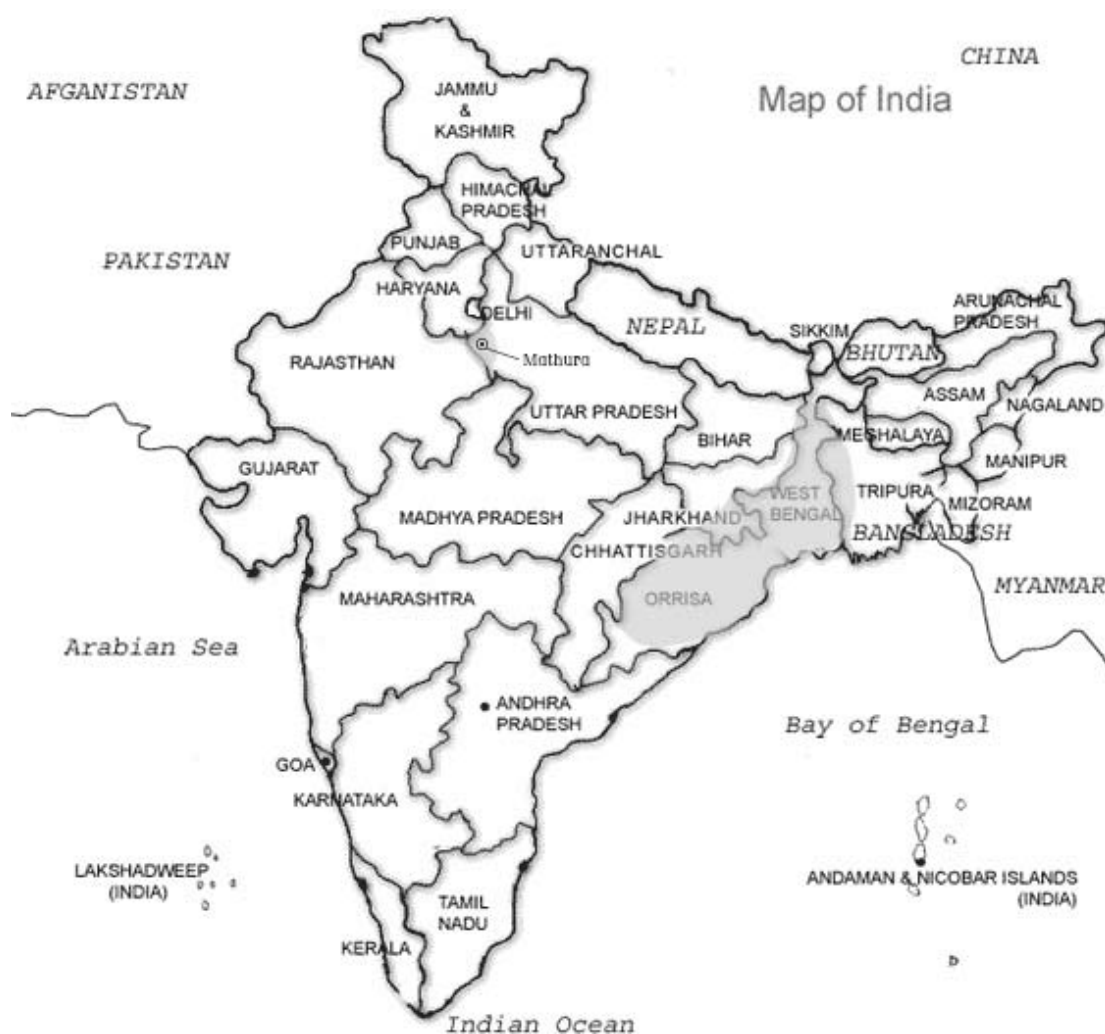 CHINA
AFGANISTAN
Map of India
JAMMU
&
KASHMIR
HIMACHAL
PRADESH
PUNJAB
UTTARANCHAL
PAKISTAN
HARYANA
DELHI
ARUNACHAL
PRADESH
NEPAL
SIKKIM
BHUTAN
RAJASTHAN
Mathura
ASSAM
NAGALAND
UTTAR PRADESH
BIHAR
MEGHALAYA
MANIPUR
GUJARAT
TRIPURA
MIZORAM
WEST
BENGAL
MADHYA PRADESH
JHARKHAND
BANGLADESH
CHHATTISGARH
MYANMAR
MAHARASHTRA
ORRISA
Arabian Sea
ANDHRA
PRADESH
Bay of Bengal
GOA
KARNATAKA
LAKSHADWEEP
(INDIA)
ANDAMAN & NICOBAR ISLANDS
(INDIA)
TAMIL
NADU
KERALA
Indian Ocean